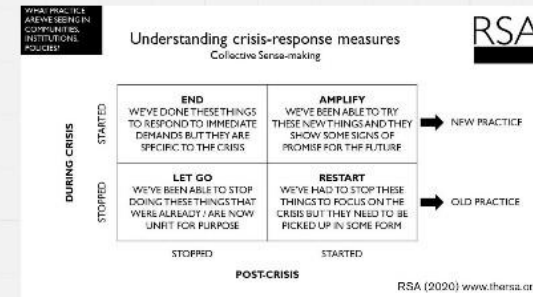 WHAT PRACTICE
ARE WE SEEING IN
COMMUNITIES,
INSTITUTIONS,
POLICIES?
Understanding crisis-response measures
Collective Sense-making
RSA
DURING CRISIS
STARTED
END
WE'VE DONE THESE THINGS
TO RESPOND TO IMMEDIATE
DEMANDS BUT THEY ARE
SPECIFIC TO THE CRISIS
AMPLIFY
WE'VE BEEN ABLE TO TRY
THESE NEW THINGS AND THEY
SHOW SOME SIGNS OF
PROMISE FOR THE FUTURE
NEW PRACTICE
STOPPED
LET GO
WE'VE BEEN ABLE TO STOP
DOING THESE THINGS THAT
WERE ALREADY / ARE NOW
UNFIT FOR PURPOSE
RESTART
WE'VE HAD TO STOP THESE
THINGS TO FOCUS ON THE
CRISIS BUT THEY NEED TO BE
PICKED UP IN SOME FORM
OLD PRACTICE
STOPPED
STARTED
POST-CRISIS
RSA (2020) www.thersa.or